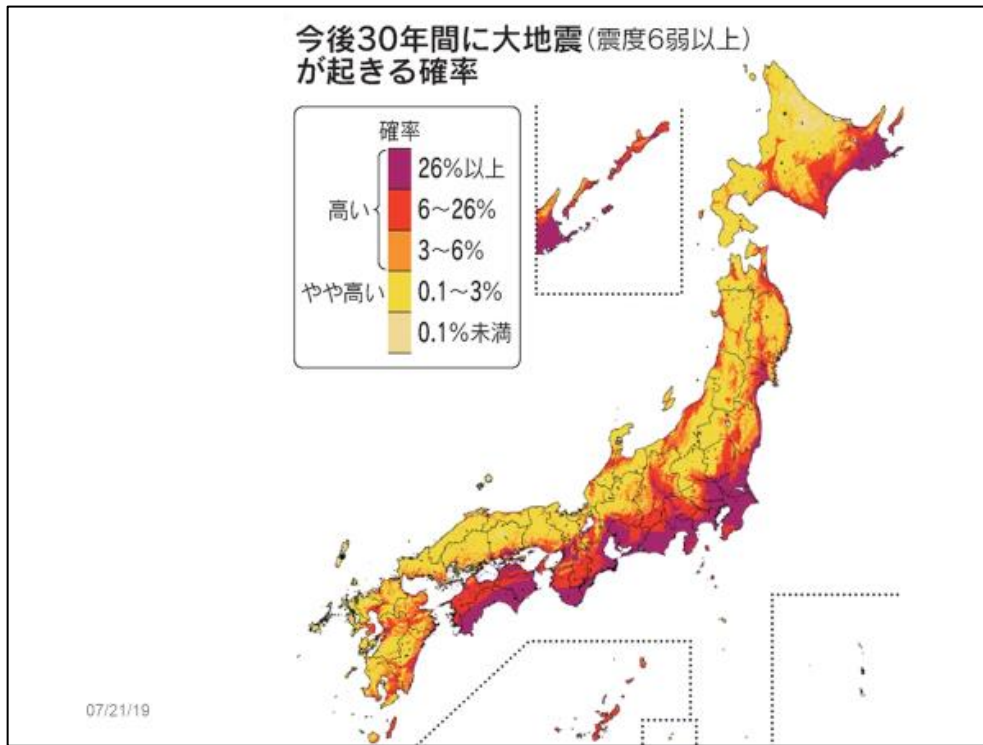 今後30年間に大地震(震度6弱以上)
が起きる確率
確率
26%以上
高い
6～26%
3～6%
やや高い
0.1～3%
0.1%未満
07/21/19